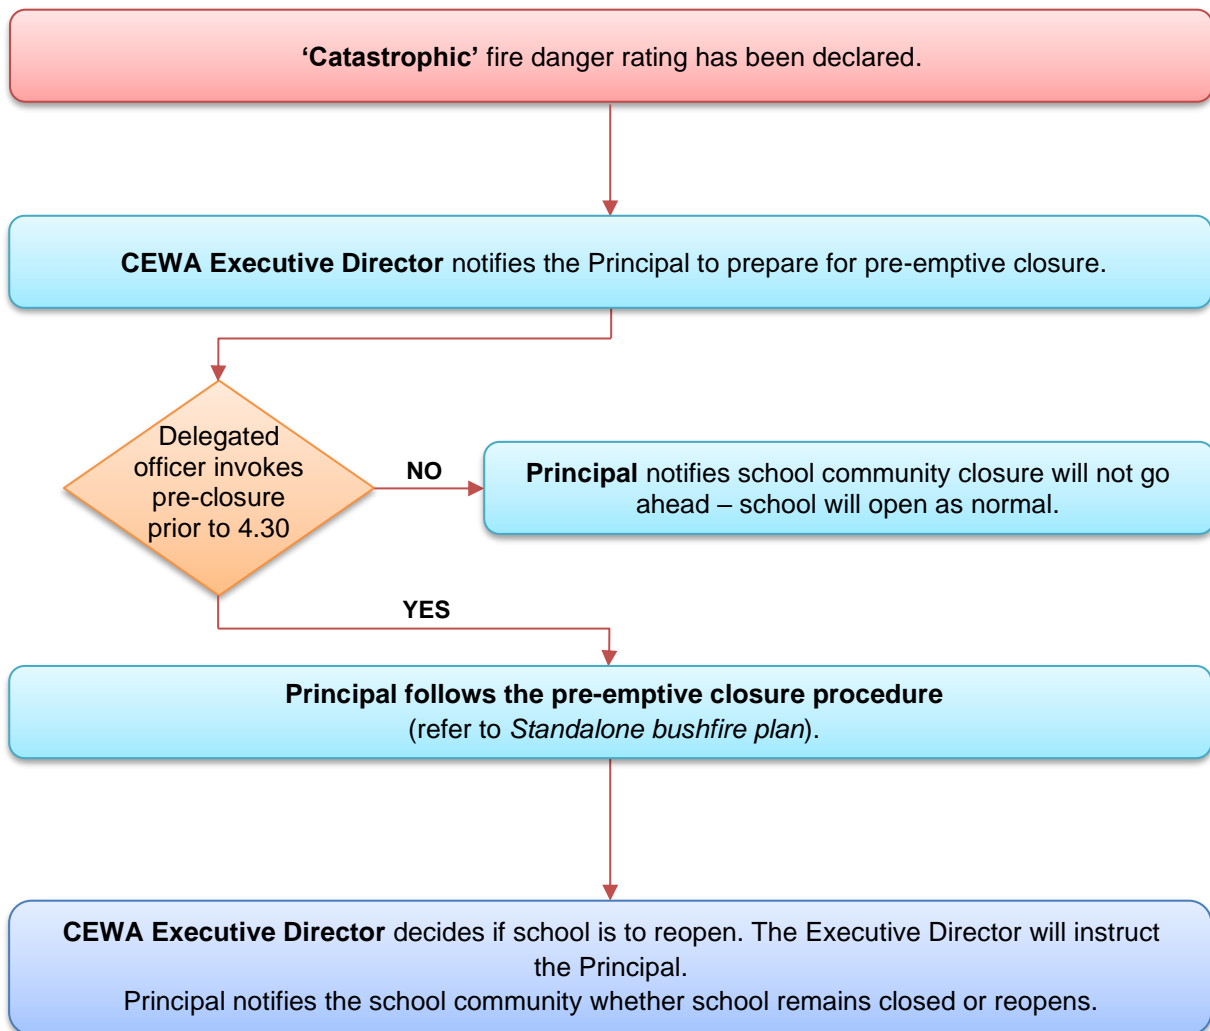 ‘Catastrophic’ fire danger rating has been declared.
CEWA Executive Director notifies the Principal to prepare for pre-emptive closure.
Delegated
officer invokes
pre-closure
prior to 4.30
NO
Principal notifies school community closure will not go
ahead – school will open as normal.
YES
Principal follows the pre-emptive closure procedure
(refer to Standalone bushfire plan).
CEWA Executive Director decides if school is to reopen. The Executive Director will instruct
the Principal.
Principal notifies the school community whether school remains closed or reopens.